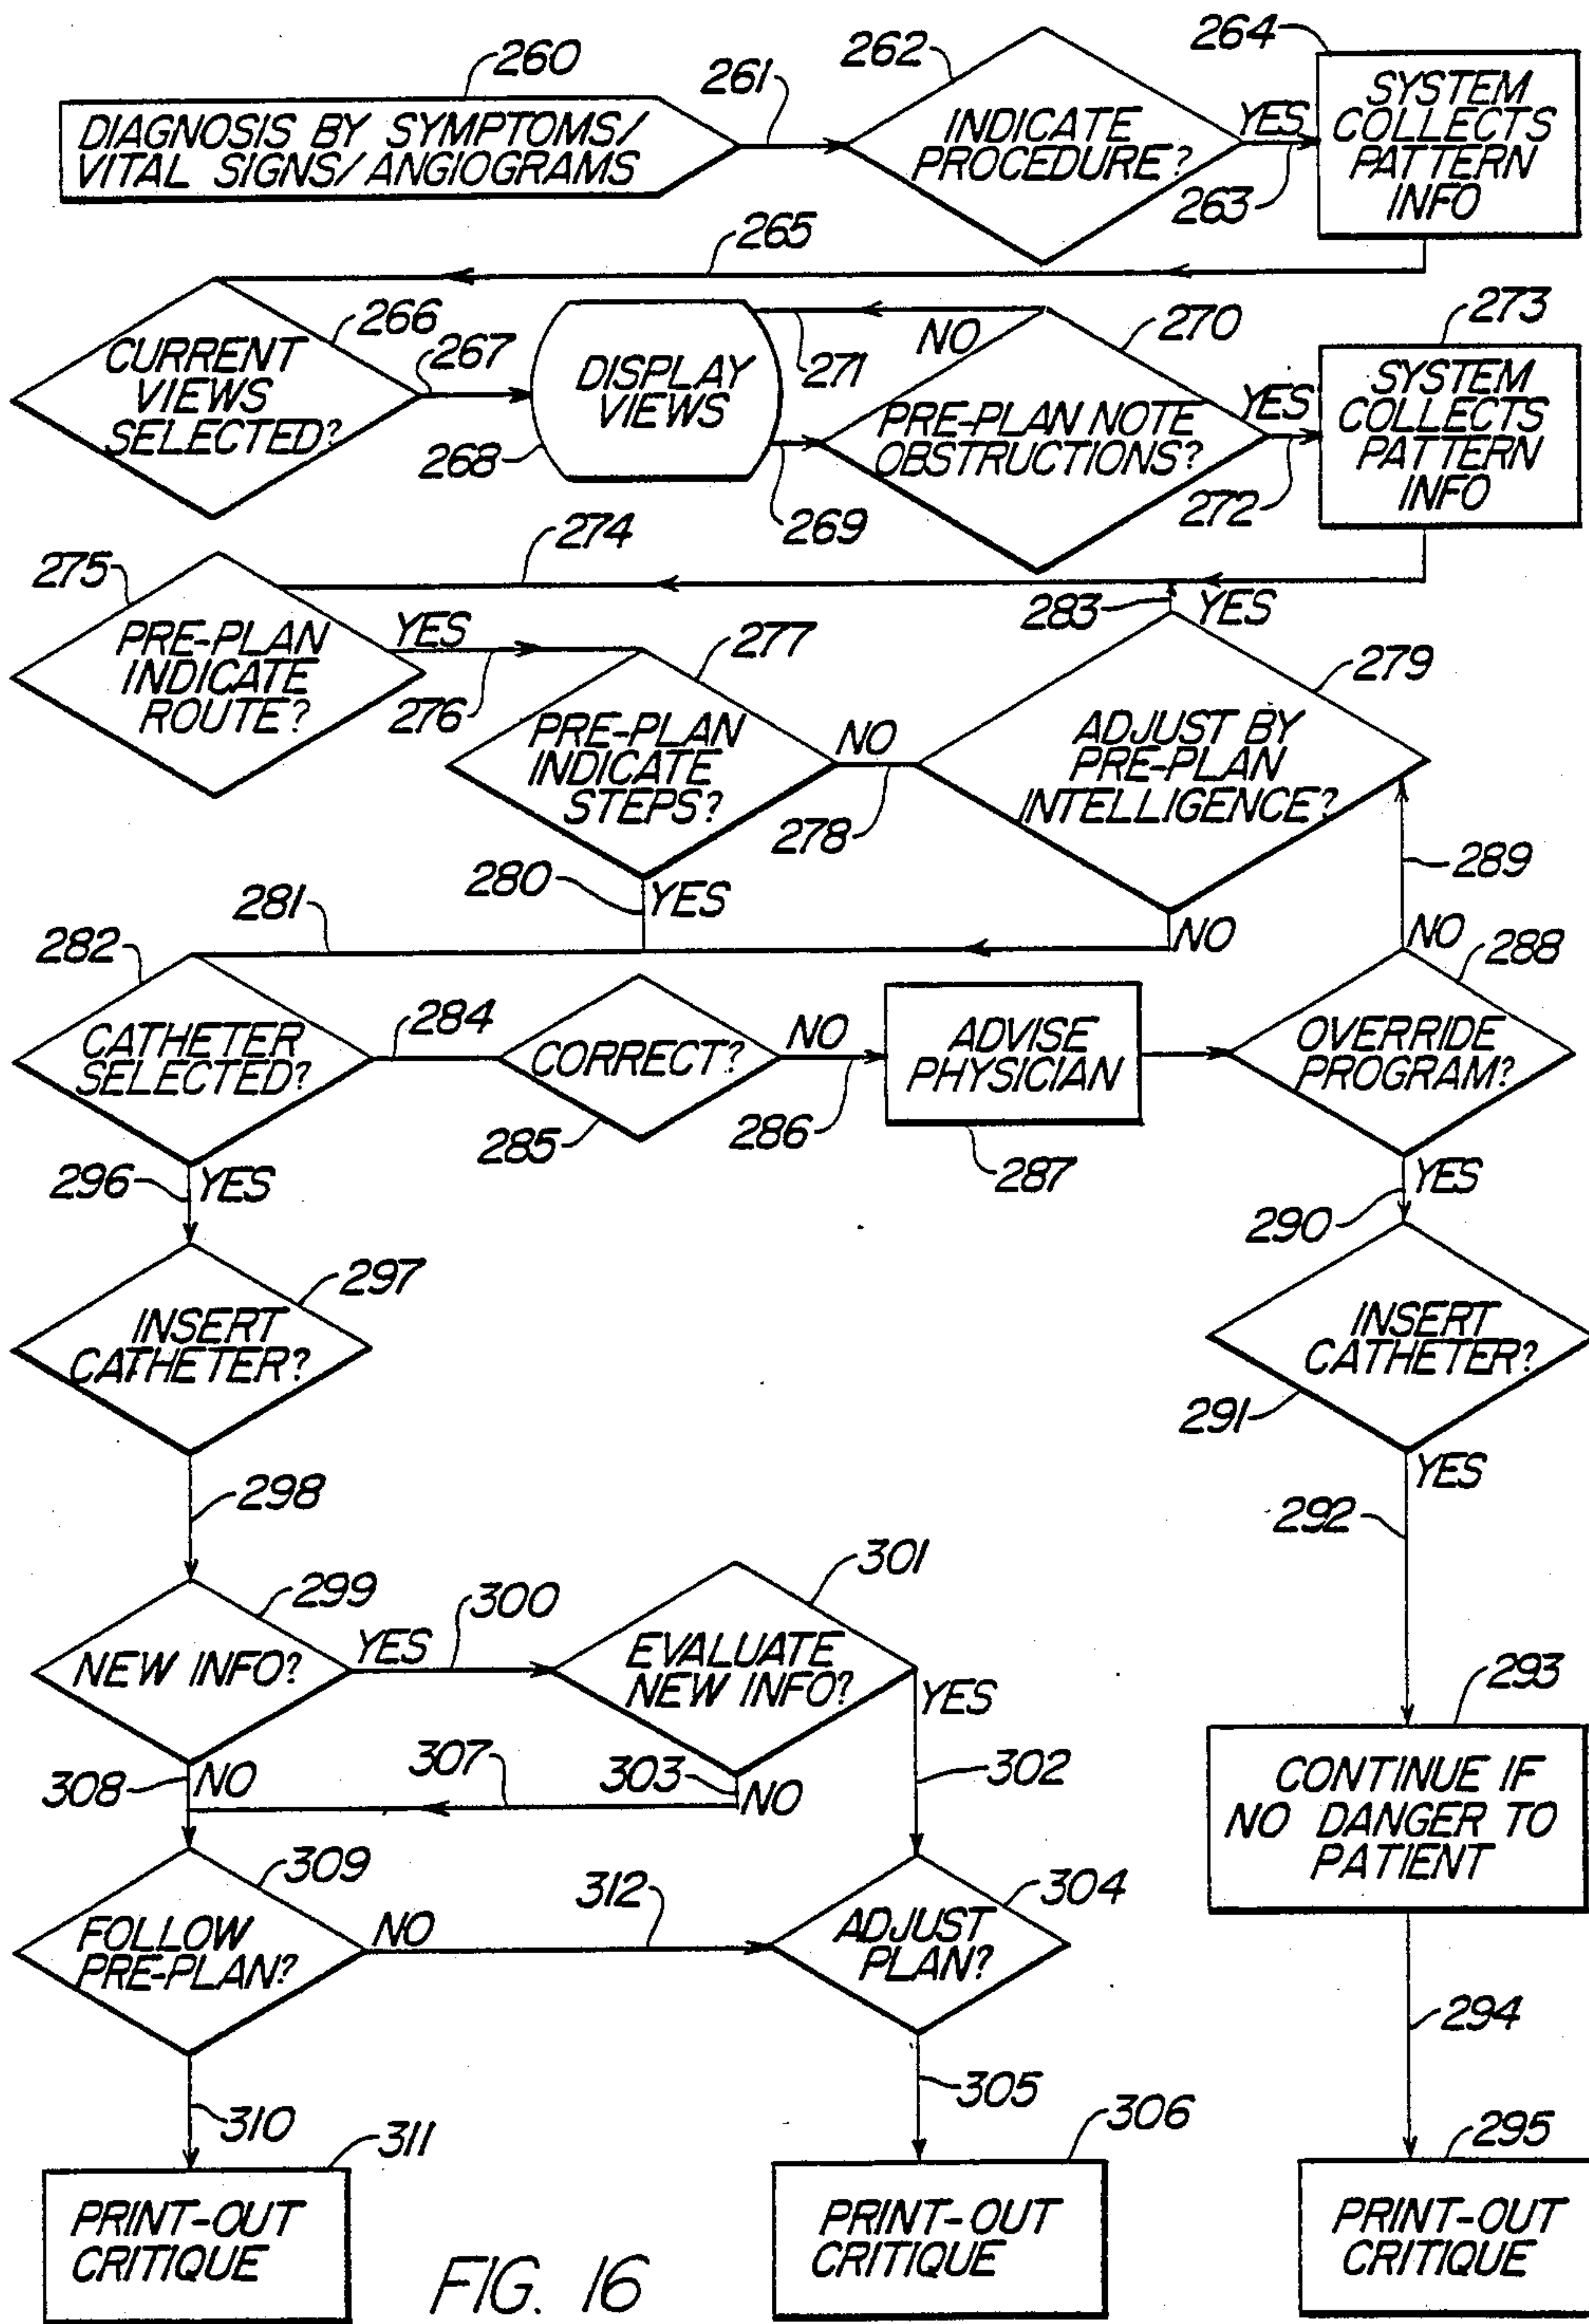 260
261
262
264
DIAGNOSIS BY SYMPTOMS/
VITAL SIGNS/ANGIOGRAMS
INDICATE
PROCEDURE?
YES
263
SYSTEM
COLLECTS
PATTERN
INFO
265
266
267
CURRENT
VIEWS
SELECTED?
268
DISPLAY
VIEWS
271
NO
270
269
PRE-PLAN NOTE
OBSTRUCTIONS?
YES
272
273
SYSTEM
COLLECTS
PATTERN
INFO
274
275
PRE-PLAN
INDICATE
ROUTE?
YES
276
277
PRE-PLAN
INDICATE
STEPS?
NO
278
283
YES
279
ADJUST BY
PRE-PLAN
INTELLIGENCE?
280
YES
281
NO
289
NO
282
CATHETER
SELECTED?
284
CORRECT?
285
NO
286
ADVISE
PHYSICIAN
287
288
OVERRIDE
PROGRAM?
296
YES
290
YES
297
INSERT
CATHETER?
INSERT
CATHETER?
291
298
292
YES
299
NEW INFO?
YES
300
301
EVALUATE
NEW INFO?
YES
302
293
CONTINUE IF
NO DANGER TO
PATIENT
308
NO
307
303
NO
309
FOLLOW
PRE-PLAN?
NO
312
304
ADJUST
PLAN?
294
310
305
311
PRINT-OUT
CRITIQUE
306
PRINT-OUT
CRITIQUE
295
PRINT-OUT
CRITIQUE
FIG. 16